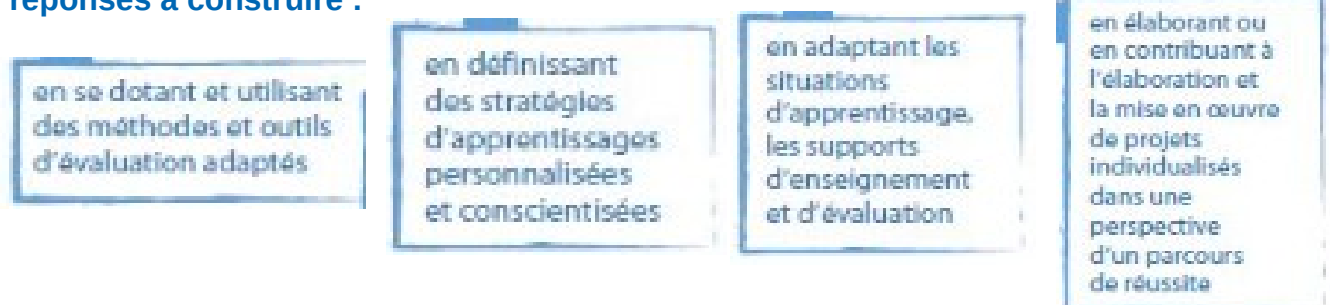 réponses à construire :
en se dotant et utilisant
des méthodes et outils
d'évaluation adaptés
en définissant
des stratégies
d'apprentissages
personnalisées
et conscientisées
en adaptant les
situations
d'apprentissage,
les supports
d'enseignement
et d'évaluation
en élaborant ou
en contribuant à
l'élaboration et
la mise en œuvre
de projets
individualisés
dans une
perspective
d'un parcours
de réussite